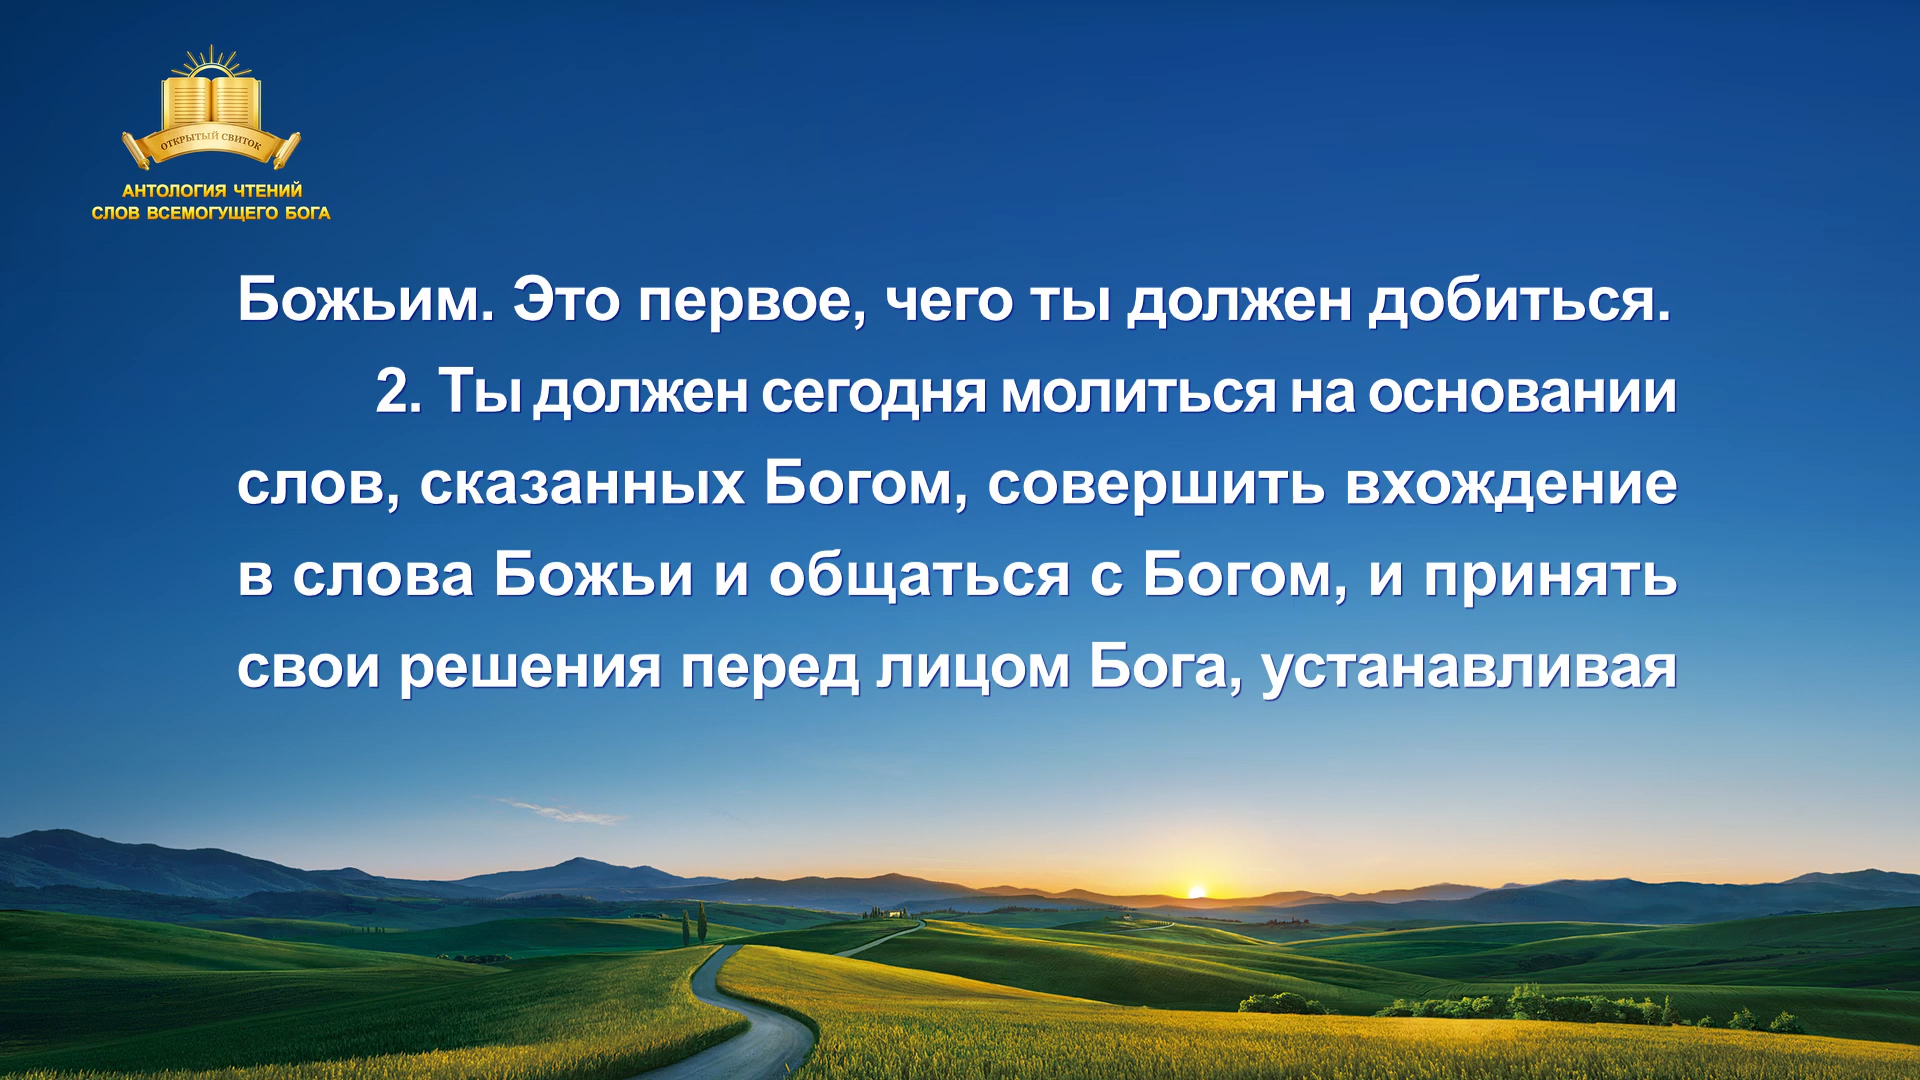 ОТКРЫТЫЙ СВИТОК
АНТОЛОГИЯ ЧТЕНИЙ
СЛОВ ВСЕМОГУЩЕГО БОГА
Божьим. Это первое, чего ты должен добиться.
2. Ты должен сегодня молиться на основании
слов, сказанных Богом, совершить вхождение
в слова Божьи и общаться с Богом, и принять
свои решения перед лицом Бога, устанавливая